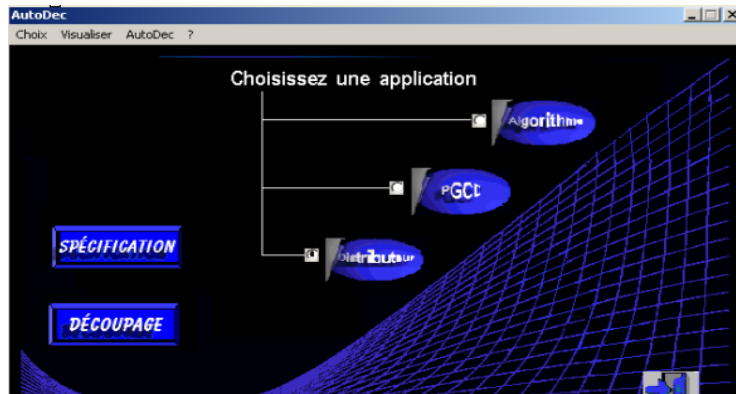 AutoDec
Choix Visualiser AutoDec ?
Choisissez une application
Algorithme
PGCD
Distributeur
SPÉCIFICATION
DÉCOUPAGE